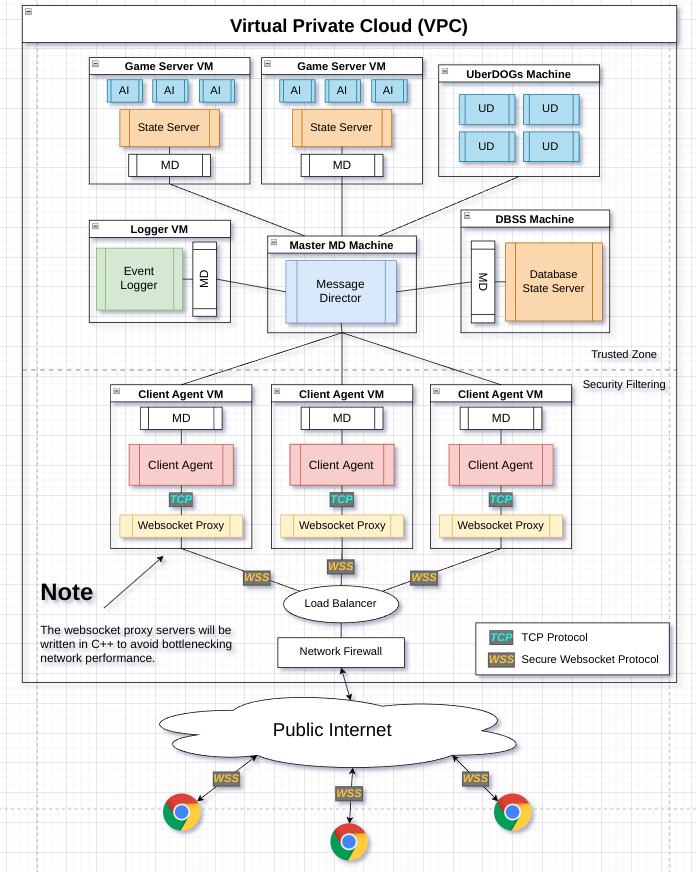 Virtual Private Cloud (VPC)
Game Server VM
AI AI AI
State Server
MD
Game Server VM
AI AI AI
State Server
MD
UberDOGs Machine
UD UD
UD UD
Logger VM
Event
Logger
MD
Master MD Machine
Message
Director
DBSS Machine
MD
Database
State Server
Trusted Zone
Security Filtering
Client Agent VM
MD
Client Agent
TCP
Websocket Proxy
Client Agent VM
MD
Client Agent
TCP
Websocket Proxy
Client Agent VM
MD
Client Agent
TCP
Websocket Proxy
WSS
WSS
WSS
Note
The websocket proxy servers will be
written in C++ to avoid bottlenecking
network performance.
Load Balancer
Network Firewall
TCP TCP Protocol
WSS Secure Websocket Protocol
Public Internet
WSS
WSS
WSS